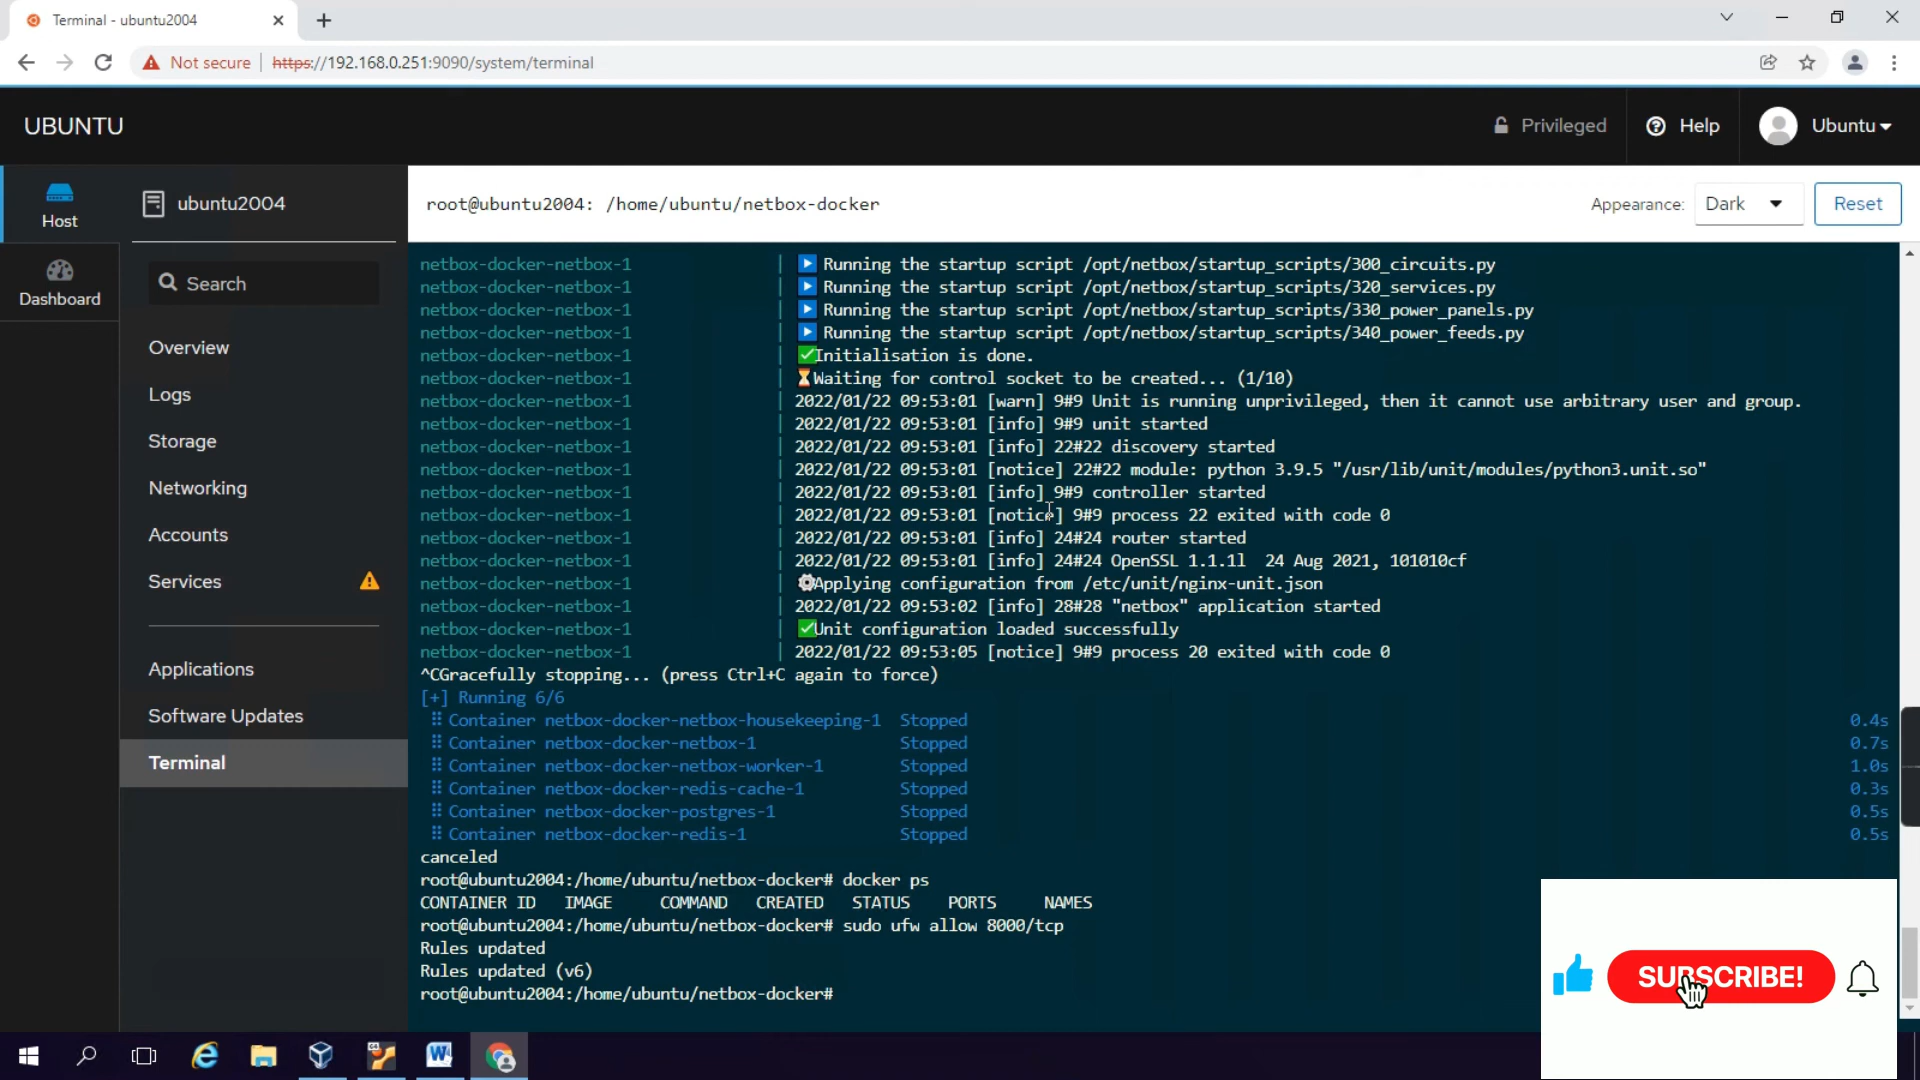 Terminal - ubuntu2004
Not secure https://192.168.0.251:9090/system/terminal
UBUNTU
Privileged
Help
Ubuntu
Host
Dashboard
ubuntu2004
Search
Overview
Logs
Storage
Networking
Accounts
Services
Applications
Software Updates
Terminal
root@ubuntu2004: /home/ubuntu/netbox-docker
Appearance: Dark
Reset
netbox-docker-netbox-1 | Running the startup script /opt/netbox/startup_scripts/300_circuits.py
netbox-docker-netbox-1 | Running the startup script /opt/netbox/startup_scripts/320_services.py
netbox-docker-netbox-1 | Running the startup script /opt/netbox/startup_scripts/330_power_panels.py
netbox-docker-netbox-1 | Running the startup script /opt/netbox/startup_scripts/340_power_feeds.py
netbox-docker-netbox-1 | Initialisation is done.
netbox-docker-netbox-1 | Waiting for control socket to be created... (1/10)
netbox-docker-netbox-1 | 2022/01/22 09:53:01 [warn] 9#9 Unit is running unprivileged, then it cannot use arbitrary user and group.
netbox-docker-netbox-1 | 2022/01/22 09:53:01 [info] 9#9 unit started
netbox-docker-netbox-1 | 2022/01/22 09:53:01 [info] 22#22 discovery started
netbox-docker-netbox-1 | 2022/01/22 09:53:01 [notice] 22#22 module: python 3.9.5 "/usr/lib/unit/modules/python3.unit.so"
netbox-docker-netbox-1 | 2022/01/22 09:53:01 [info] 9#9 controller started
netbox-docker-netbox-1 | 2022/01/22 09:53:01 [notice] 9#9 process 22 exited with code 0
netbox-docker-netbox-1 | 2022/01/22 09:53:01 [info] 24#24 router started
netbox-docker-netbox-1 | 2022/01/22 09:53:01 [info] 24#24 OpenSSL 1.1.1l 24 Aug 2021, 101010cf
netbox-docker-netbox-1 | Applying configuration from /etc/unit/nginx-unit.json
netbox-docker-netbox-1 | 2022/01/22 09:53:02 [info] 28#28 "netbox" application started
netbox-docker-netbox-1 | Unit configuration loaded successfully
netbox-docker-netbox-1 | 2022/01/22 09:53:05 [notice] 9#9 process 20 exited with code 0
^CGracefully stopping... (press Ctrl+C again to force)
[+] Running 6/6
⠿ Container netbox-docker-netbox-housekeeping-1 Stopped 0.4s
⠿ Container netbox-docker-netbox-1 Stopped 0.7s
⠿ Container netbox-docker-netbox-worker-1 Stopped 1.0s
⠿ Container netbox-docker-redis-cache-1 Stopped 0.3s
⠿ Container netbox-docker-postgres-1 Stopped 0.5s
⠿ Container netbox-docker-redis-1 Stopped 0.5s
canceled
root@ubuntu2004:/home/ubuntu/netbox-docker# docker ps
CONTAINER ID IMAGE COMMAND CREATED STATUS PORTS NAMES
root@ubuntu2004:/home/ubuntu/netbox-docker# sudo ufw allow 8000/tcp
Rules updated
Rules updated (v6)
root@ubuntu2004:/home/ubuntu/netbox-docker#
SUBSCRIBE!